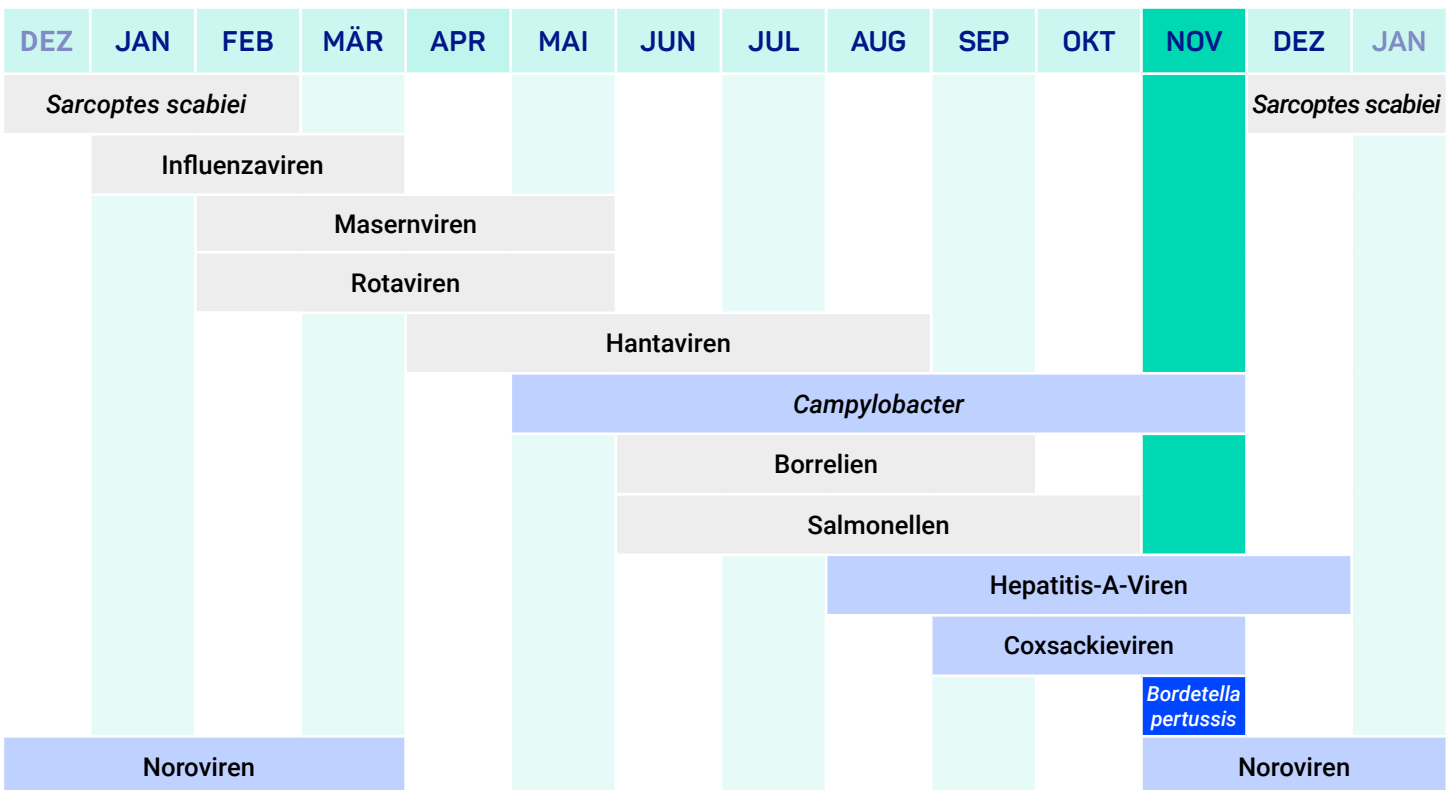 DEZ JAN FEB MÄR APR MAI JUN JUL AUG SEP OKT NOV DEZ JAN
Sarcoptes scabiei Sarcoptes scabiei
Influenzaviren
Masernviren
Rotaviren
Hantaviren
Campylobacter
Borrelien
Salmonellen
Hepatitis-A-Viren
Coxsackieviren
Bordetella
pertussis
Noroviren Noroviren